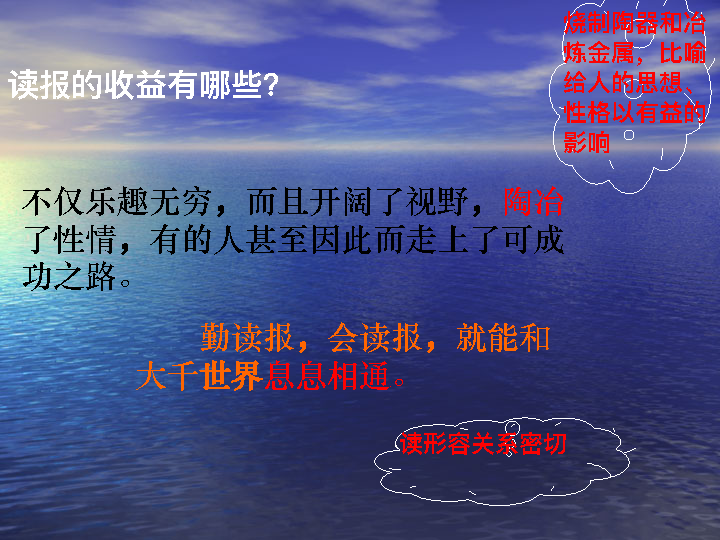 烧制陶器和冶
炼金属，比喻
给人的思想、
性格以有益的
影响
读报的收益有哪些?
不仅乐趣无穷，而且开阔了视野，陶冶
了性情，有的人甚至因此而走上了可成
功之路。
勤读报，会读报，就能和
大千世界息息相通。
读形容关系密切